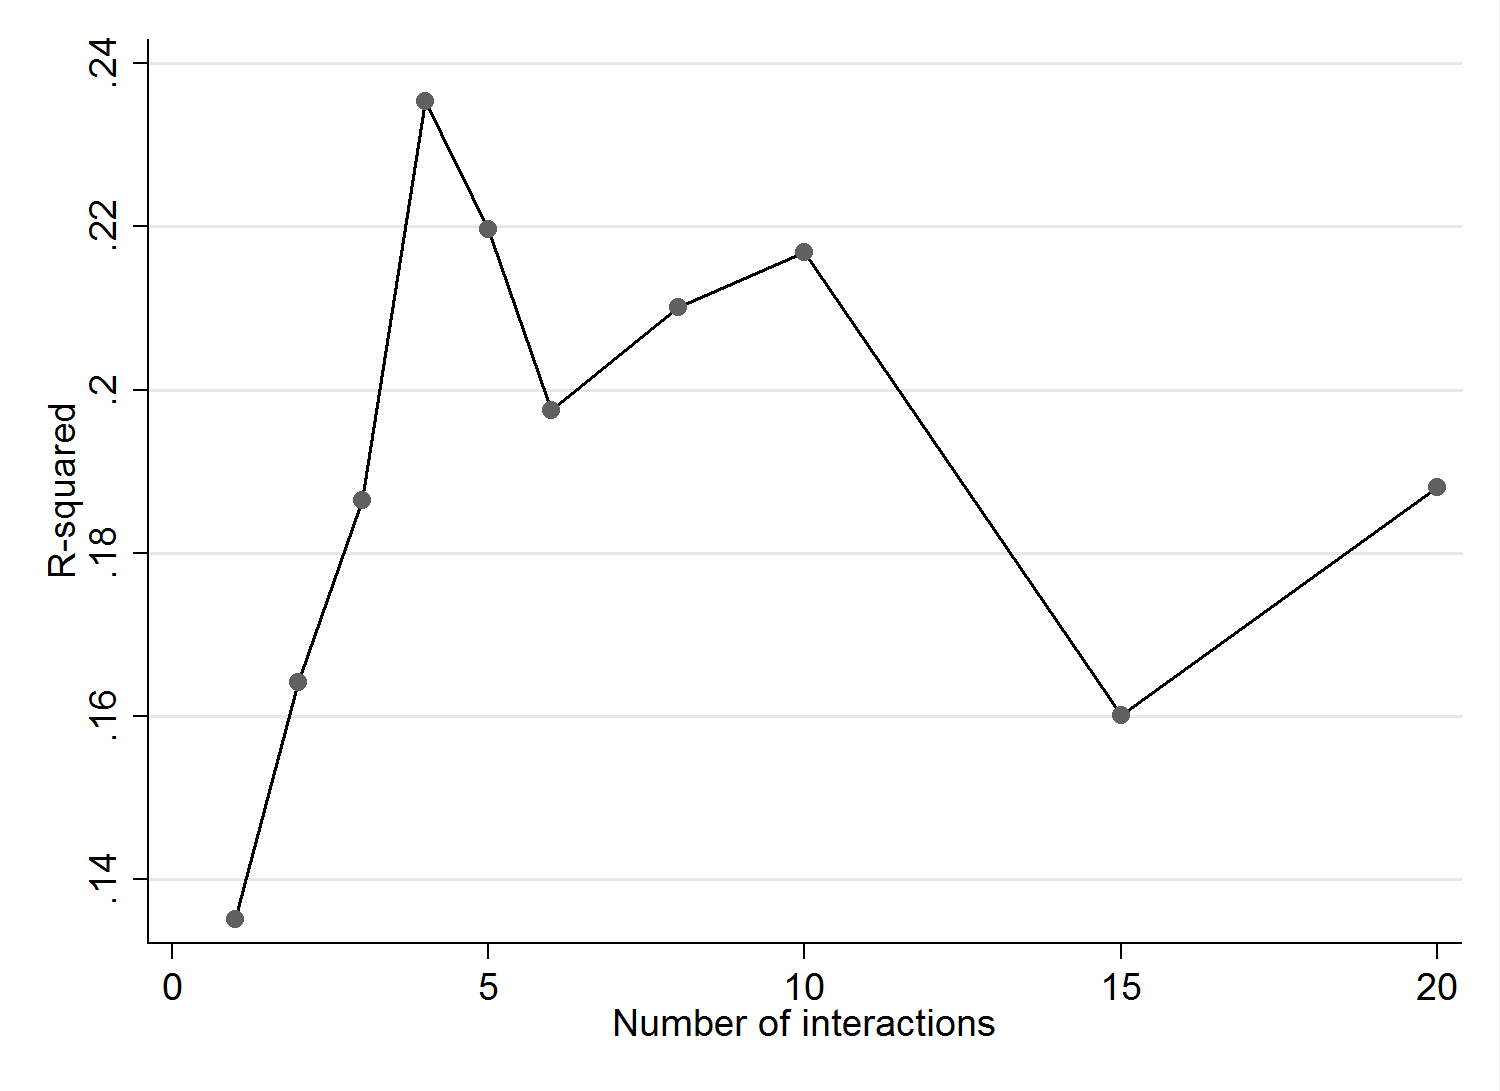 .24
.22
.2
.18
.16
.14
R-squared
0 5 10 15 20
Number of interactions